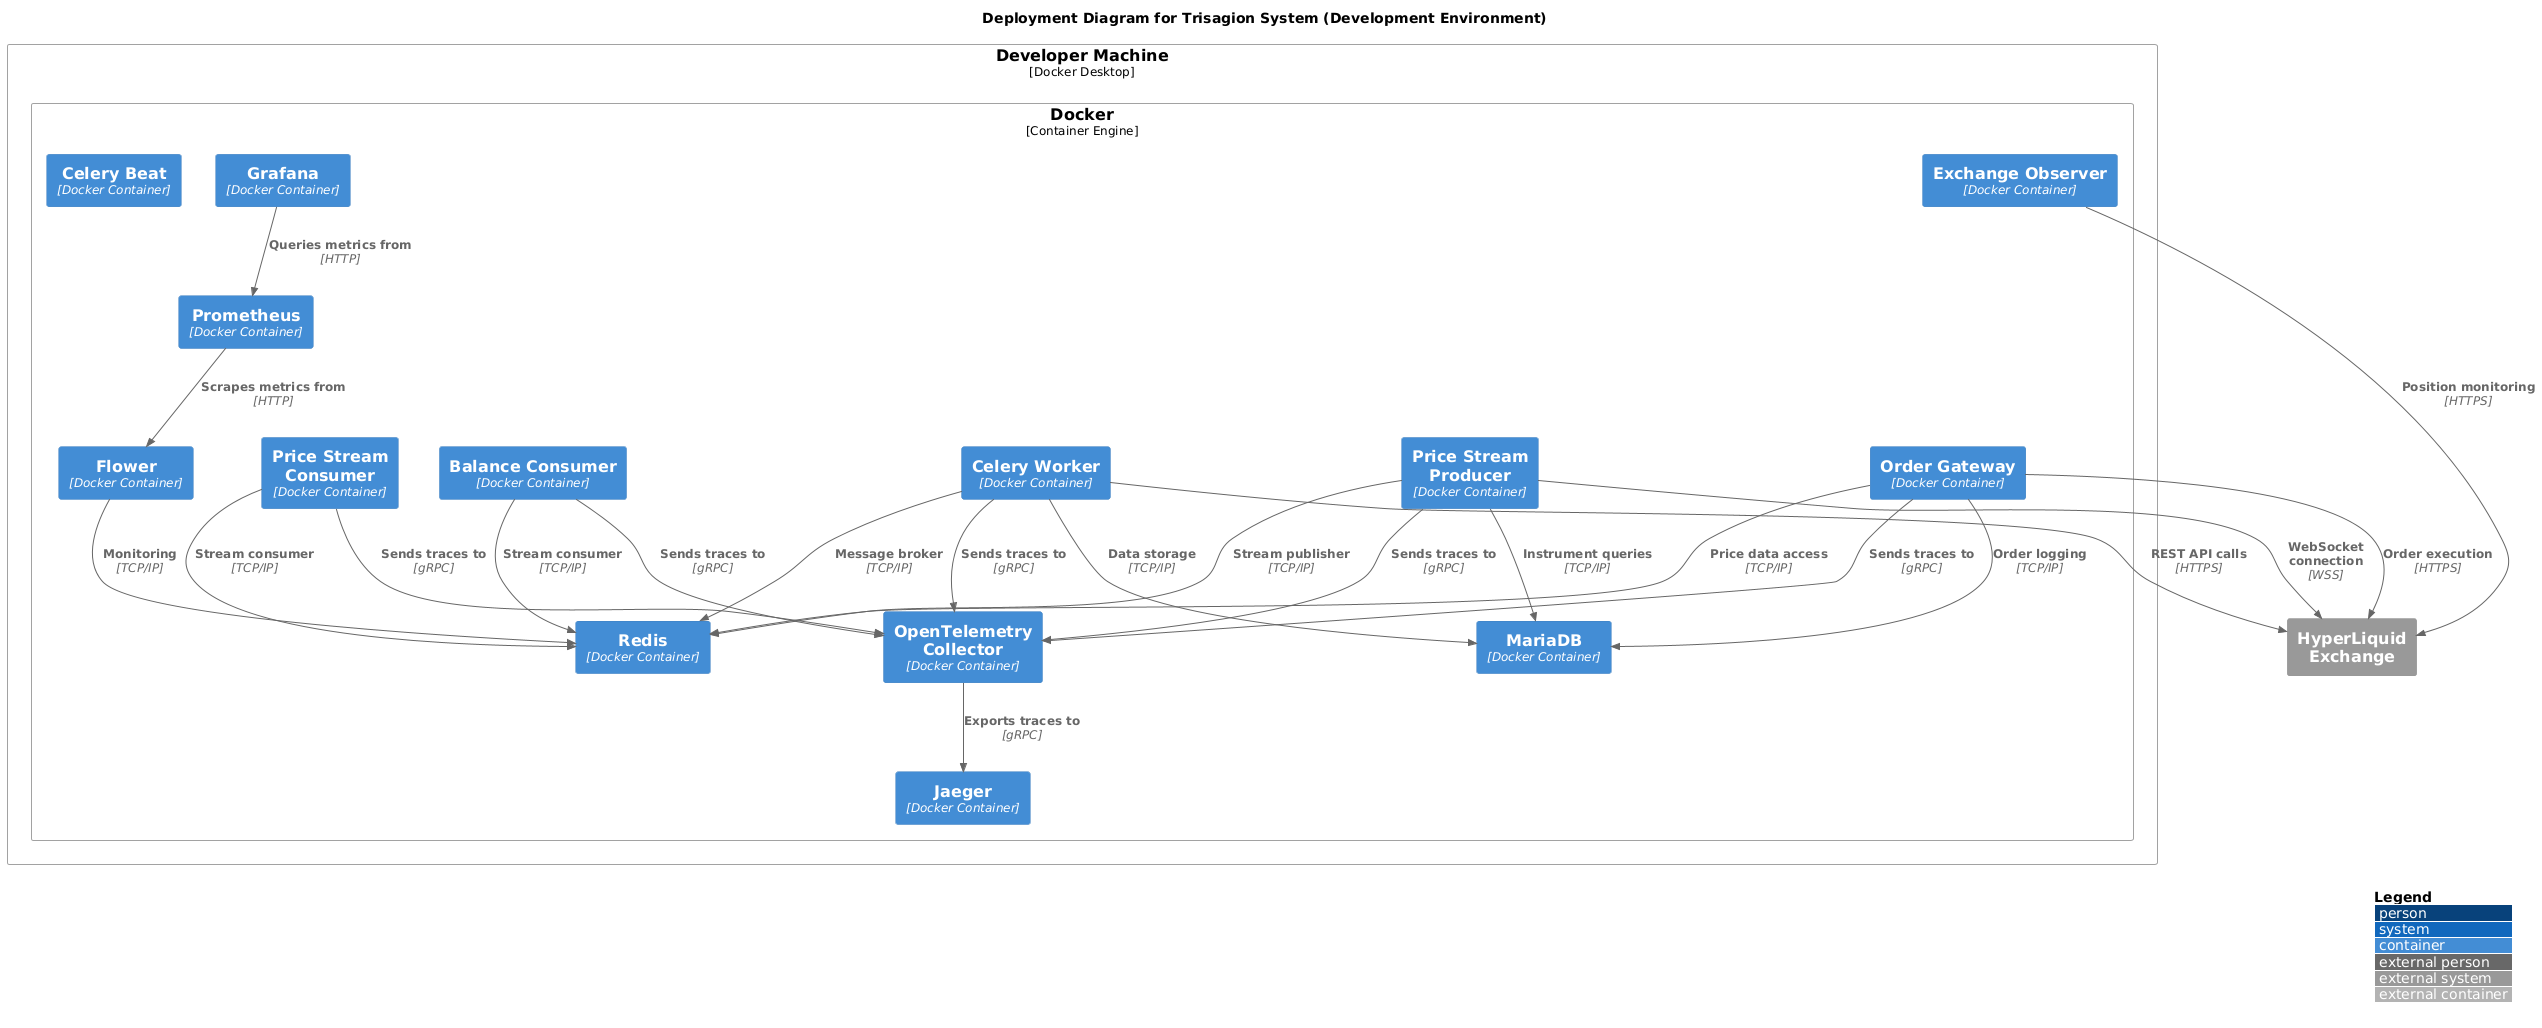 Deployment Diagram for Trisagion System (Development Environment)
Developer Machine
[Docker Desktop]
Docker
[Container Engine]
Celery Beat
[Docker Container]
Grafana
[Docker Container]
Exchange Observer
[Docker Container]
Queries metrics from
[HTTP]
Prometheus
[Docker Container]
Scrapes metrics from
[HTTP]
Position monitoring
[HTTPS]
Flower
[Docker Container]
Price Stream
Consumer
[Docker Container]
Balance Consumer
[Docker Container]
Celery Worker
[Docker Container]
Price Stream
Producer
[Docker Container]
Order Gateway
[Docker Container]
Monitoring
[TCP/IP]
Stream consumer
[TCP/IP]
Sends traces to
[gRPC]
Stream consumer
[TCP/IP]
Sends traces to
[gRPC]
Message broker
[TCP/IP]
Sends traces to
[gRPC]
Data storage
[TCP/IP]
Stream publisher
[TCP/IP]
Sends traces to
[gRPC]
Instrument queries
[TCP/IP]
Price data access
[TCP/IP]
Sends traces to
[gRPC]
Order logging
[TCP/IP]
REST API calls
[HTTPS]
WebSocket
connection
[WSS]
Order execution
[HTTPS]
Redis
[Docker Container]
OpenTelemetry
Collector
[Docker Container]
MariaDB
[Docker Container]
HyperLiquid
Exchange
Exports traces to
[gRPC]
Jaeger
[Docker Container]
Legend
person
system
container
external person
external system
external container